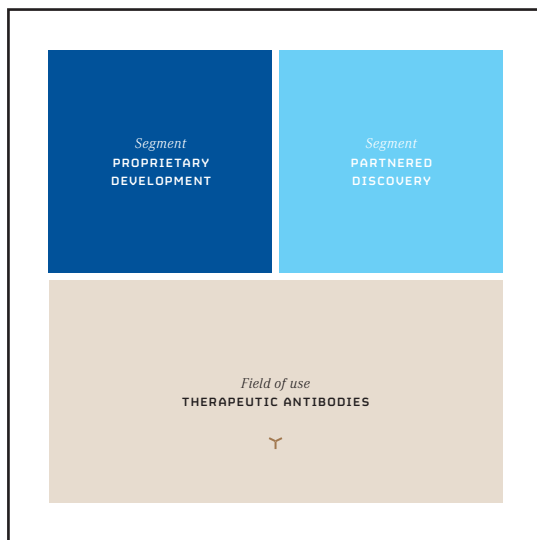 Segment
PROPRIETARY
DEVELOPMENT
Segment
PARTNERED
DISCOVERY
Field of use
THERAPEUTIC ANTIBODIES